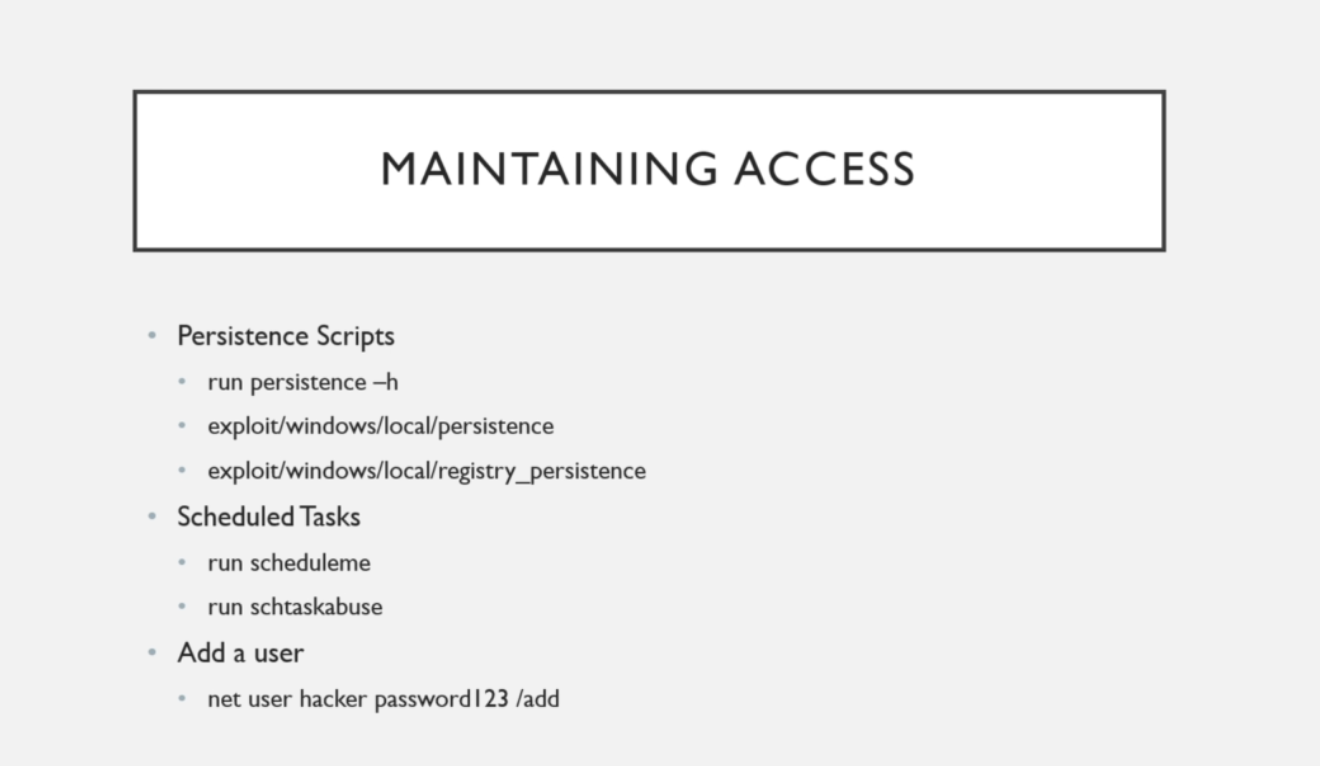 MAINTAINING ACCESS
• Persistence Scripts
• run persistence –h
• exploit/windows/local/persistence
• exploit/windows/local/registry_persistence
• Scheduled Tasks
• run scheduleme
• run schtaskabuse
• Add a user
• net user hacker password123 /add